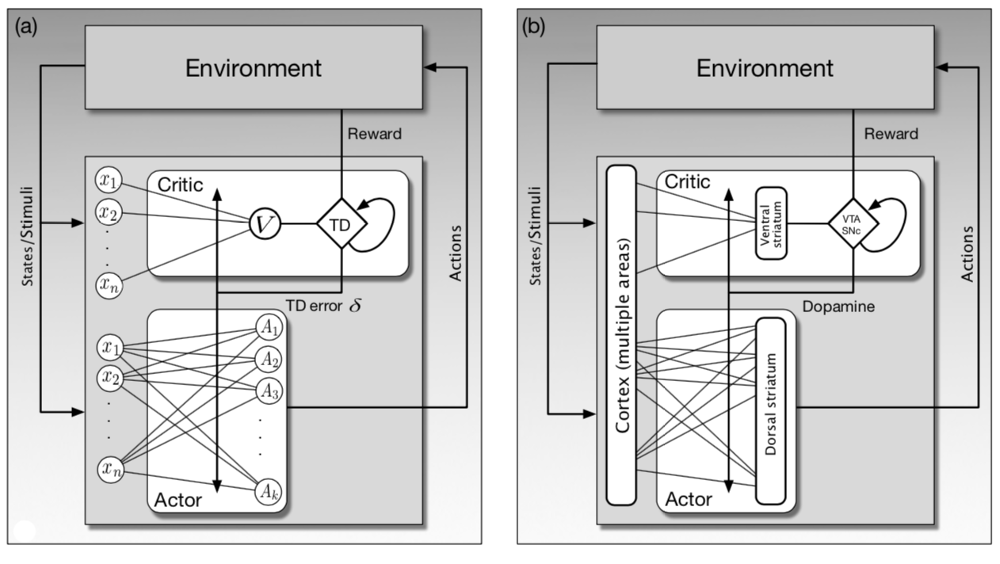 (a)
Environment
Reward
States/Stimuli
Actions
x₁
x₂
xₙ
Critic
V
TD
TD error δ
x₁
x₂
xₙ
A₁
A₂
A₃
Aₖ
Actor
(b)
Environment
Reward
States/Stimuli
Actions
Cortex (multiple areas)
Critic
Ventral
striatum
VTA
SNc
Dopamine
Dorsal striatum
Actor